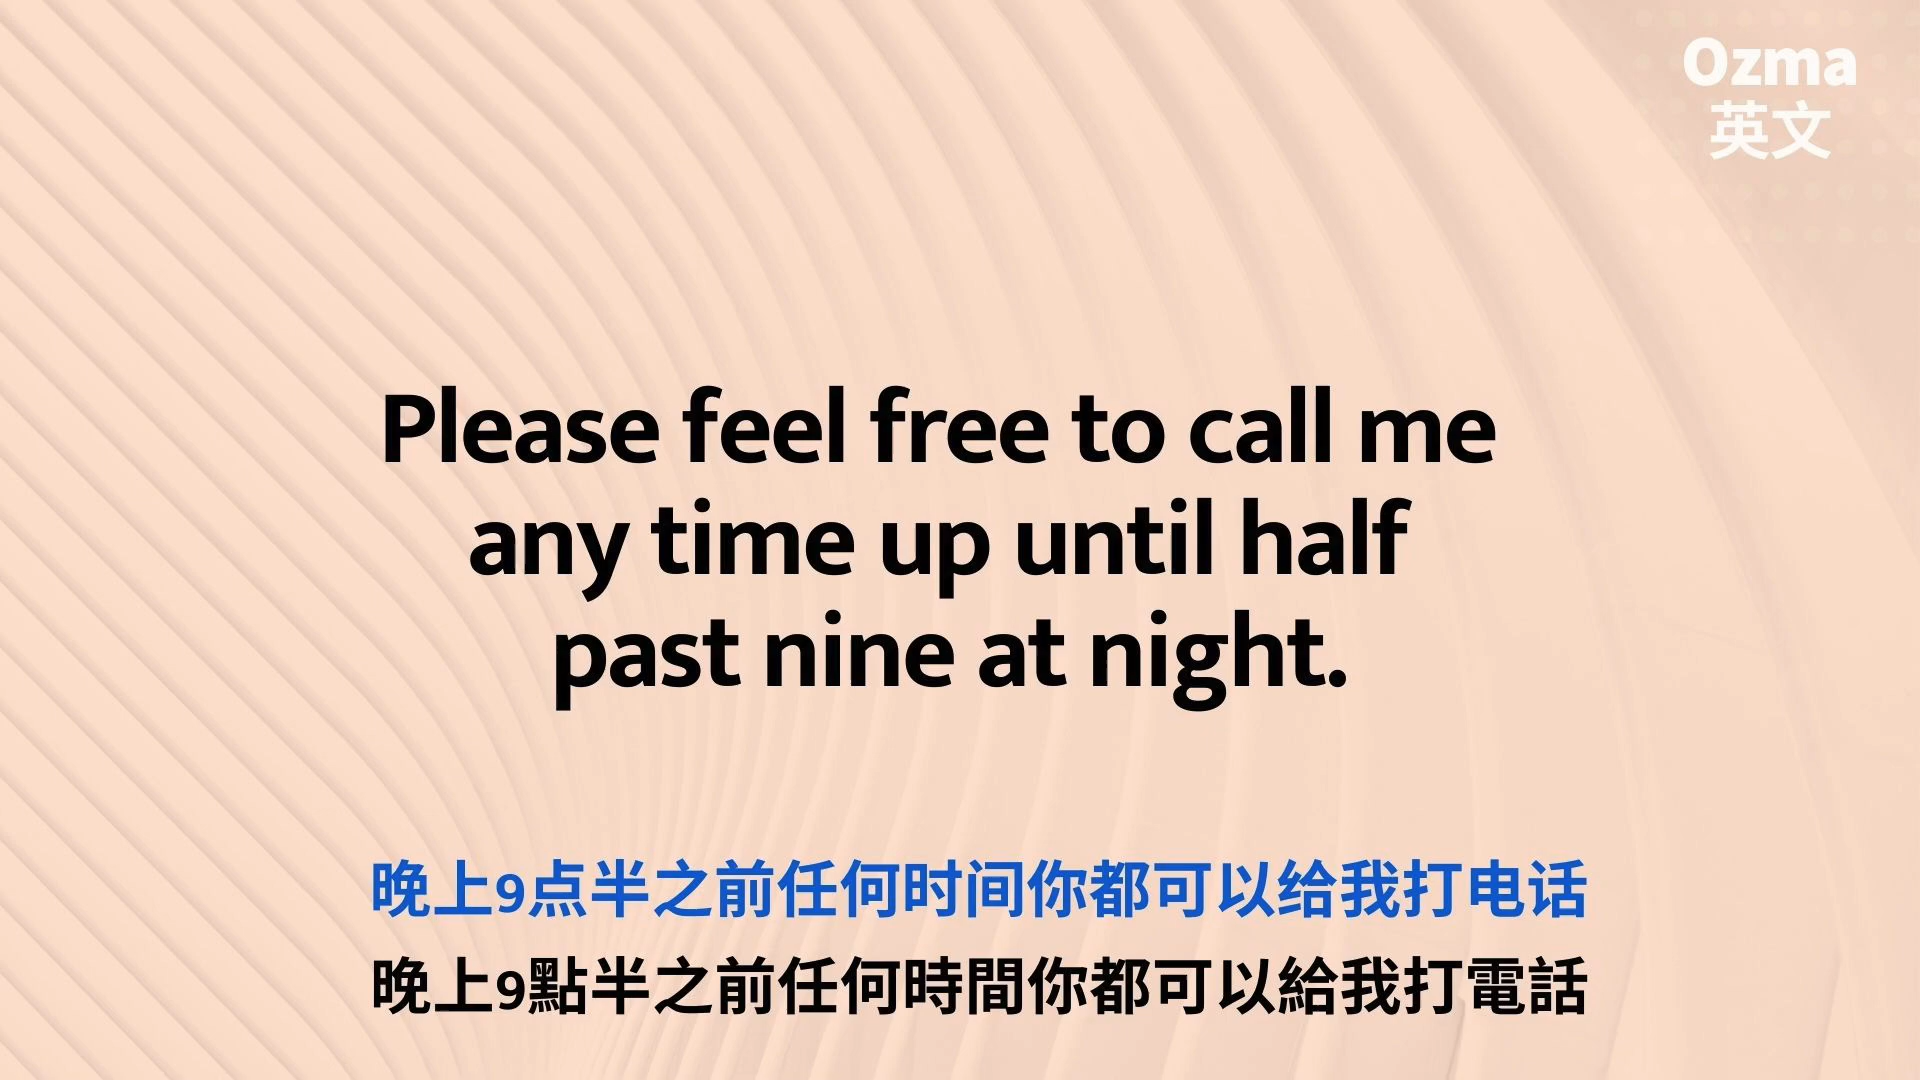 Ozma
英文
Please feel free to call me
any time up until half
past nine at night.
晚上9点半之前任何时间你都可以给我打电话
晚上9點半之前任何時間你都可以給我打電話